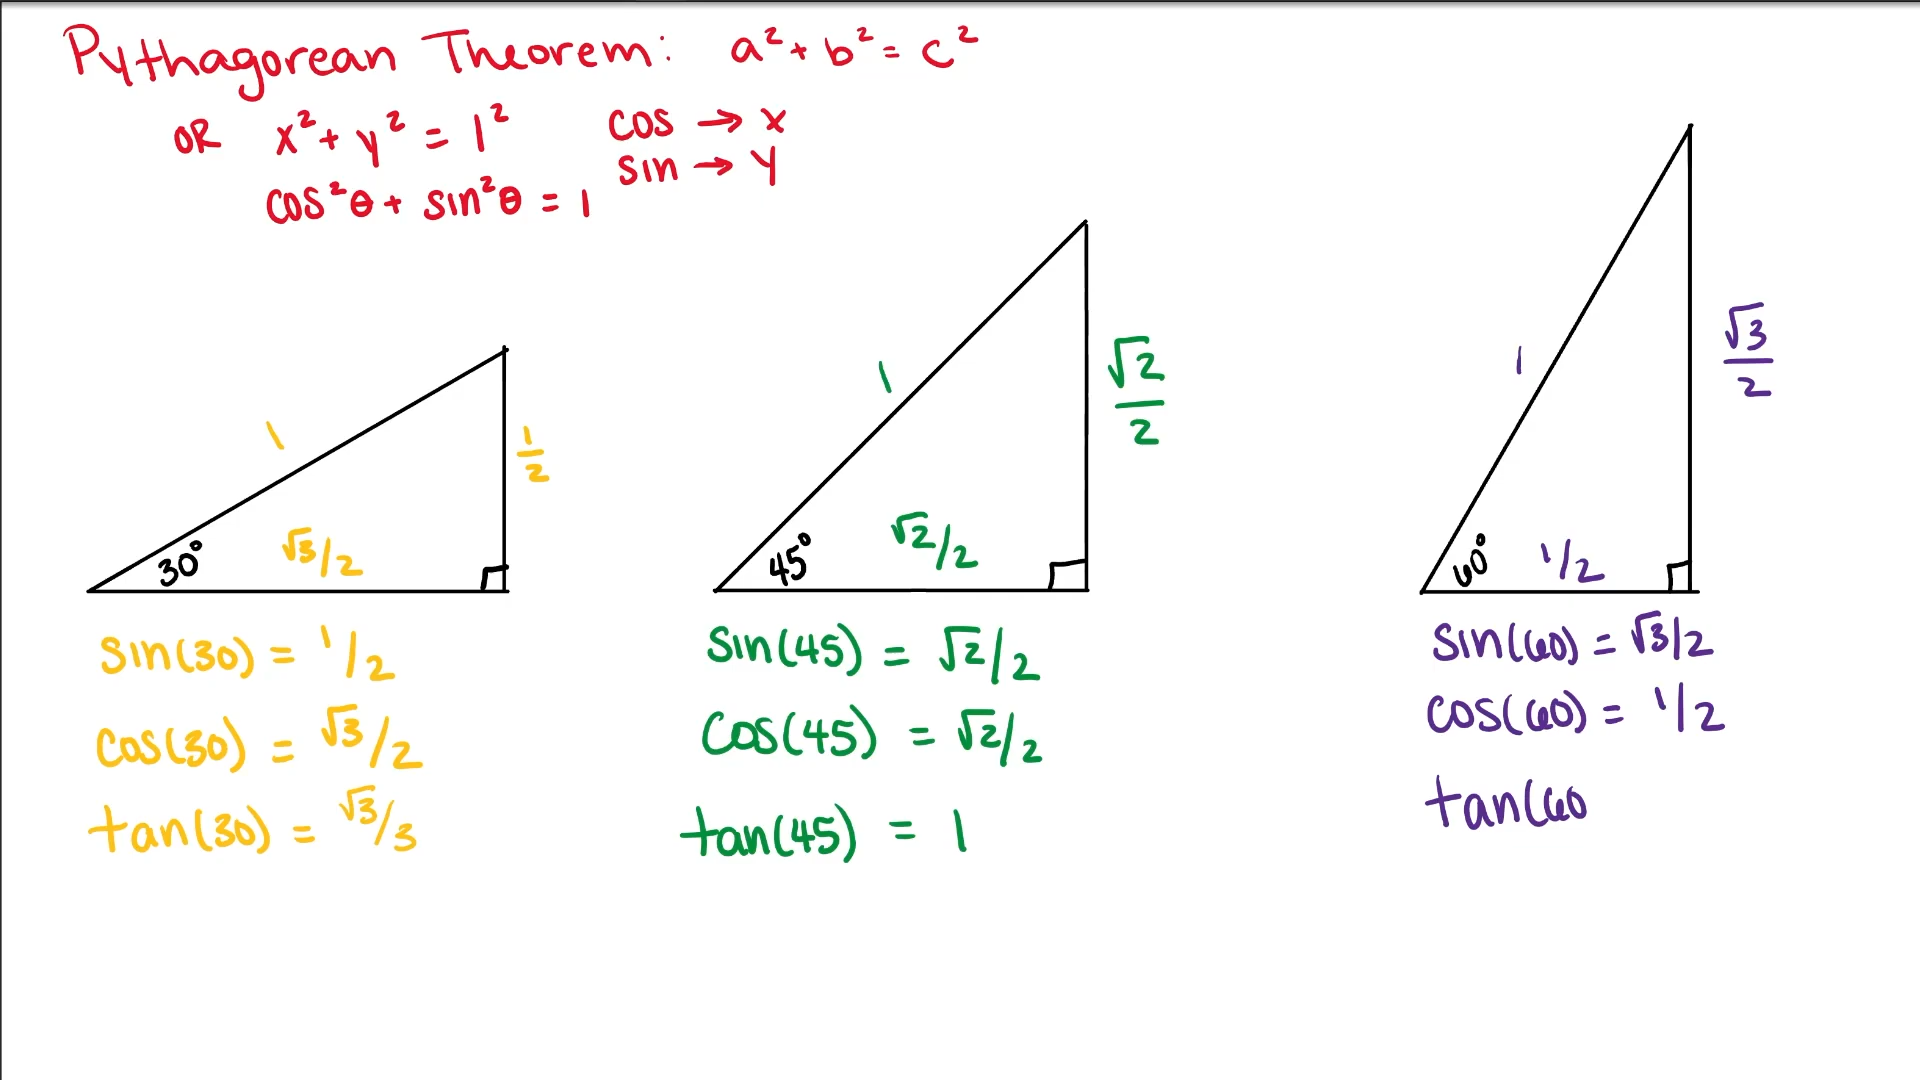 Pythagorean Theorem: a² + b² = c²
OR x² + y² = 1² cos → x
sin → y
cos²θ + sin²θ = 1
1
1/2
30°
√3/2
sin(30) = 1/2
cos(30) = √3/2
tan(30) = √3/3
1
√2/2
45°
√2/2
sin(45) = √2/2
cos(45) = √2/2
tan(45) = 1
1
√3/2
60°
1/2
sin(60) = √3/2
cos(60) = 1/2
tan(60